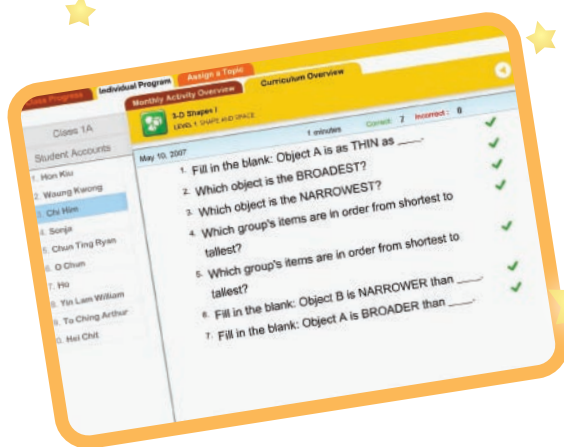 Class Progress
Individual Program
Assign a Topic
Monthly Activity Overview
Curriculum Overview
3-D Shapes I
LEVEL 1 SHAPE AND SPACE
Class 1A
Student Accounts
1. Hon Kiu
2. Waung Kwong
3. Chi Him
4. Sonja
5. Chun Ting Ryan
6. O Chun
7. Ho
8. Yin Lam William
9. To Ching Arthur
0. Hei Chit
May 10, 2007
1 minutes
Correct: 7
Incorrect: 0
1. Fill in the blank: Object A is as THIN as ____.
2. Which object is the BROADEST?
3. Which object is the NARROWEST?
4. Which group's items are in order from shortest to
tallest?
5. Which group's items are in order from shortest to
tallest?
6. Fill in the blank: Object B is NARROWER than ____.
7. Fill in the blank: Object A is BROADER than ____.